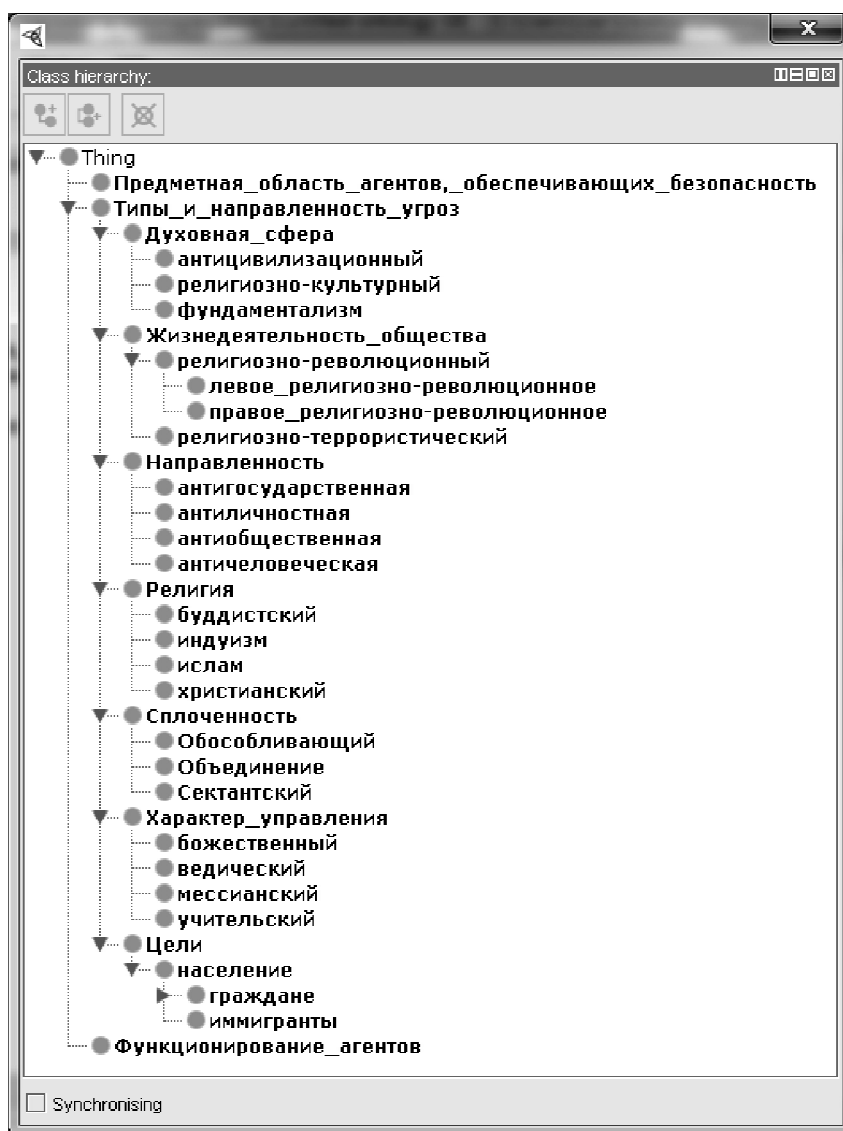 Class hierarchy:
Thing
Предметная_область_агентов,_обеспечивающих_безопасность
Типы_и_направленность_угроз
Духовная_сфера
антицивилизационный
религиозно-культурный
фундаментализм
Жизнедеятельность_общества
религиозно-революционный
левое_религиозно-революционное
правое_религиозно-революционное
религиозно-террористический
Направленность
антигосударственная
антиличностная
антиобщественная
античеловеческая
Религия
буддистский
индуизм
ислам
христианский
Сплоченность
Обособливающий
Объединение
Сектантский
Характер_управления
божественный
ведический
мессианский
учительский
Цели
население
граждане
иммигранты
Функционирование_агентов
Synchronising